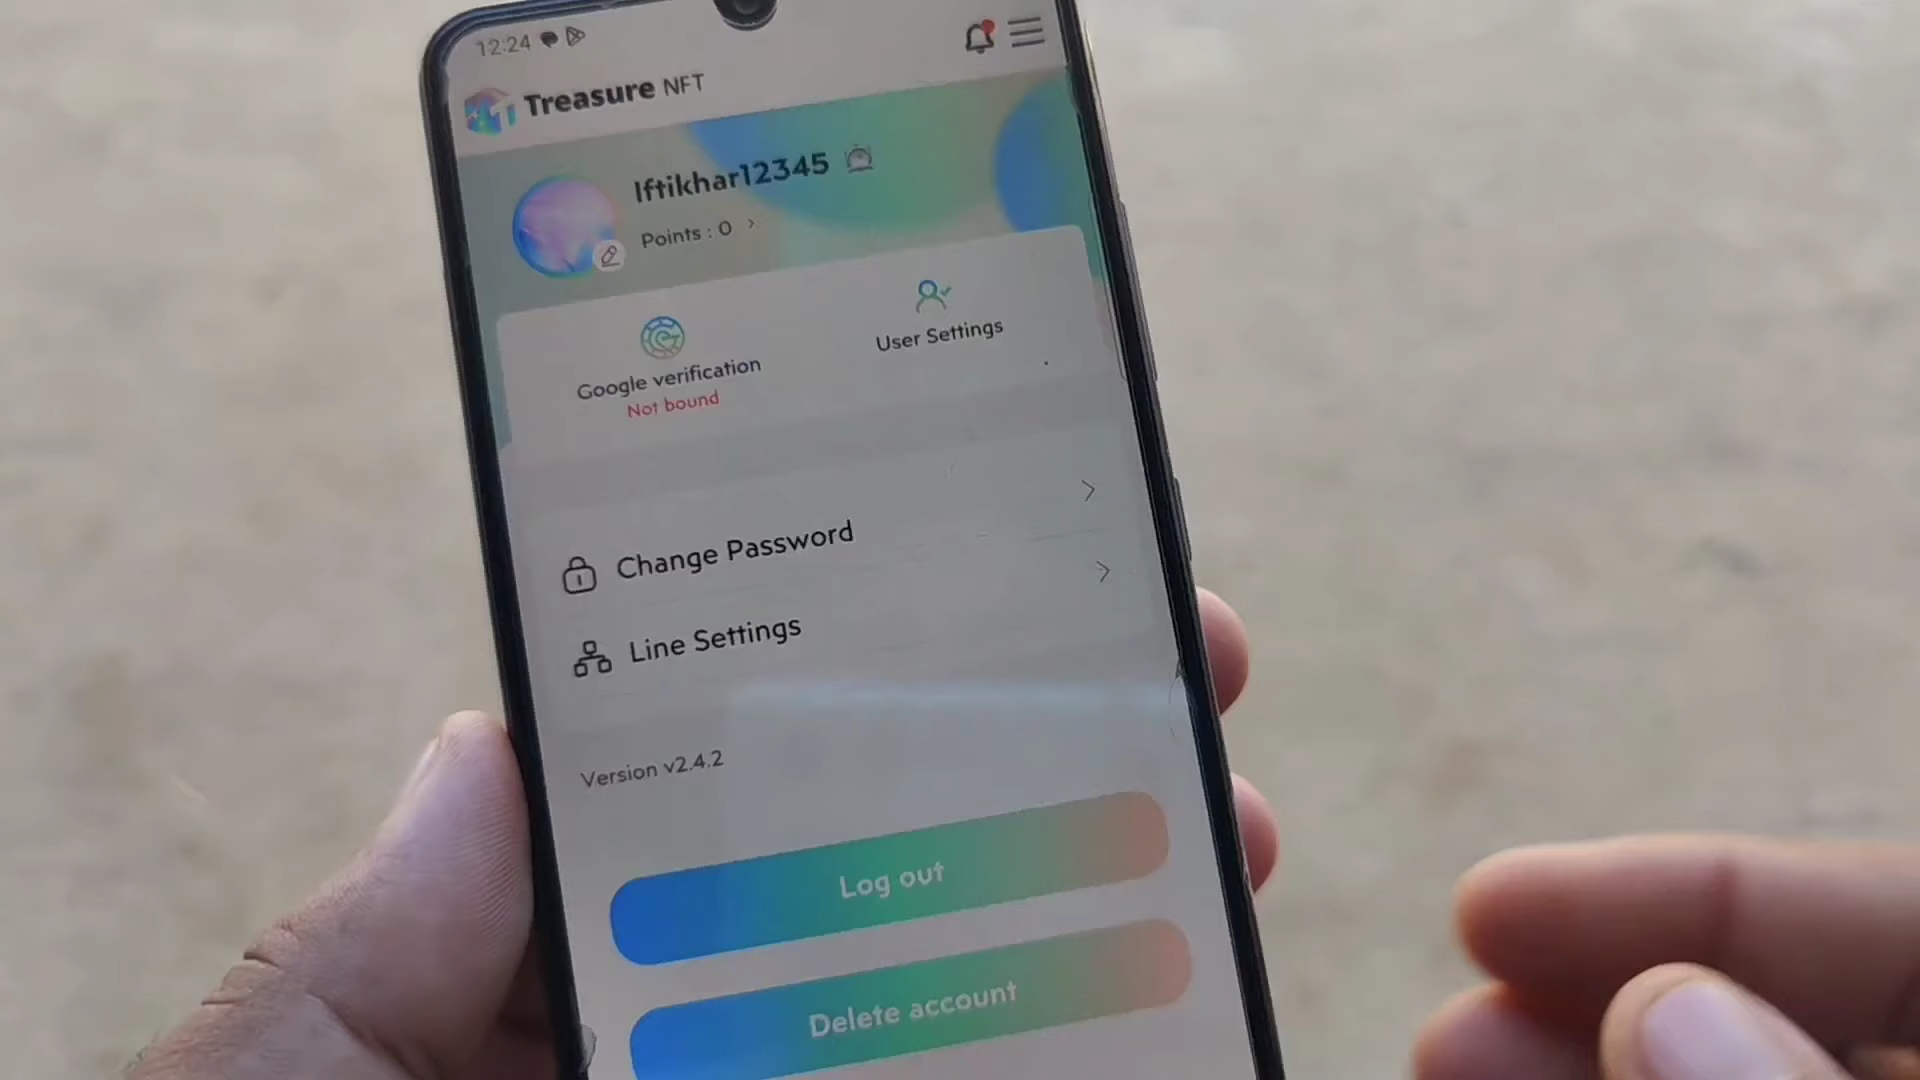 12:24
Treasure NFT
Iftikhar12345
Points : 0 >
Google verification
Not bound
User Settings
Change Password
Line Settings
Version v2.4.2
Log out
Delete account